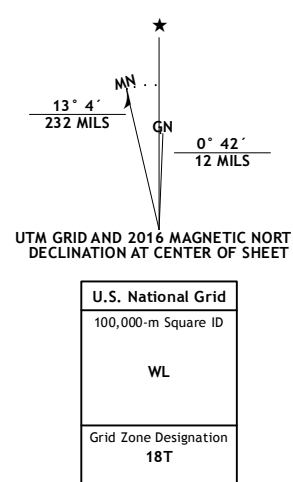 ★
MN
13° 4´
232 MILS
GN
0° 42´
12 MILS
UTM GRID AND 2016 MAGNETIC NORT
DECLINATION AT CENTER OF SHEET
U.S. National Grid
100,000-m Square ID
WL
Grid Zone Designation
18T